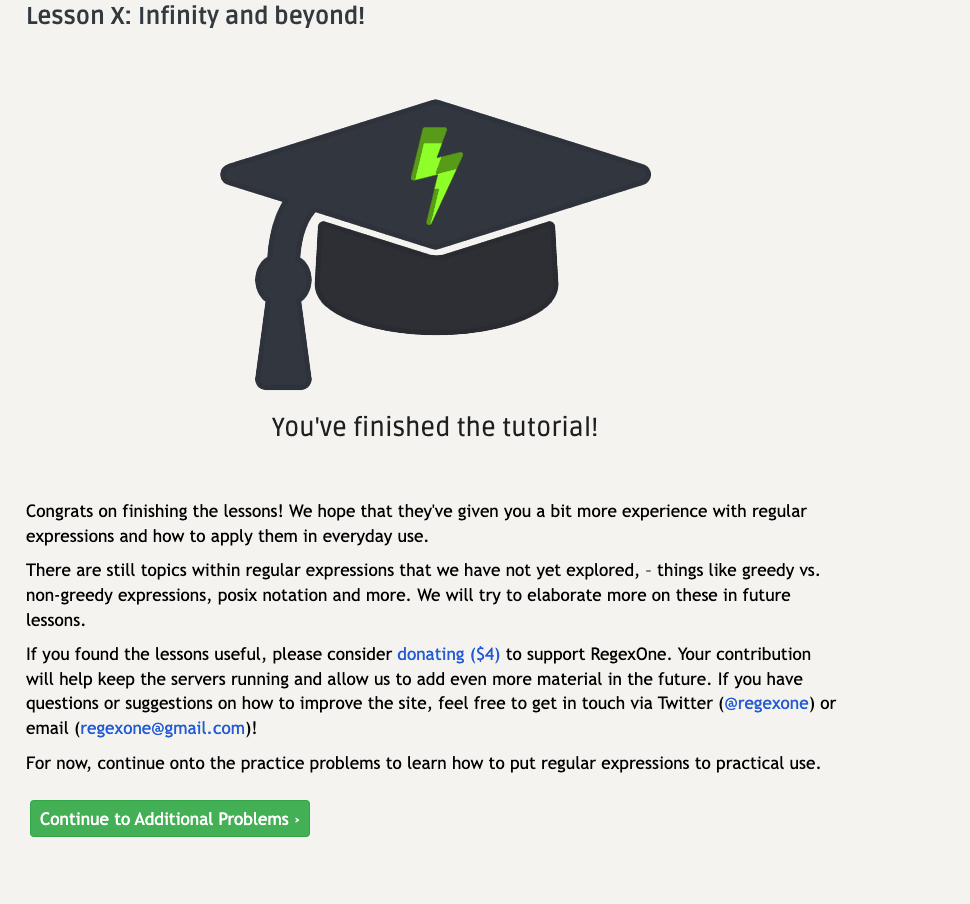 Lesson X: Infinity and beyond!
You've finished the tutorial!
Congrats on finishing the lessons! We hope that they've given you a bit more experience with regular
expressions and how to apply them in everyday use.
There are still topics within regular expressions that we have not yet explored, - things like greedy vs.
non-greedy expressions, posix notation and more. We will try to elaborate more on these in future
lessons.
If you found the lessons useful, please consider donating ($4) to support RegexOne. Your contribution
will help keep the servers running and allow us to add even more material in the future. If you have
questions or suggestions on how to improve the site, feel free to get in touch via Twitter (@regexone) or
email (regexone@gmail.com)!
For now, continue onto the practice problems to learn how to put regular expressions to practical use.
Continue to Additional Problems ›